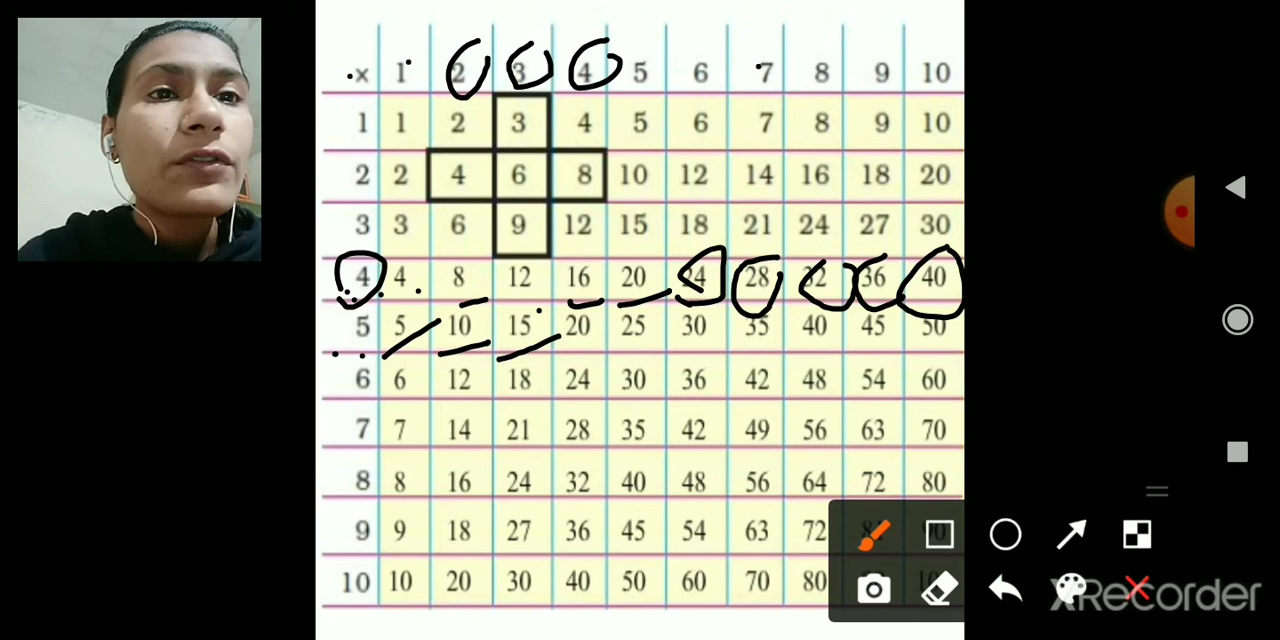 × 1 2 3 4 5 6 7 8 9 10
1 1 2 3 4 5 6 7 8 9 10
2 2 4 6 8 10 12 14 16 18 20
3 3 6 9 12 15 18 21 24 27 30
4 4 8 12 16 20 24 28 32 36 40
5 5 10 15 20 25 30 35 40 45 50
6 6 12 18 24 30 36 42 48 54 60
7 7 14 21 28 35 42 49 56 63 70
8 8 16 24 32 40 48 56 64 72 80
9 9 18 27 36 45 54 63 72 81 90
10 10 20 30 40 50 60 70 80
XRecorder